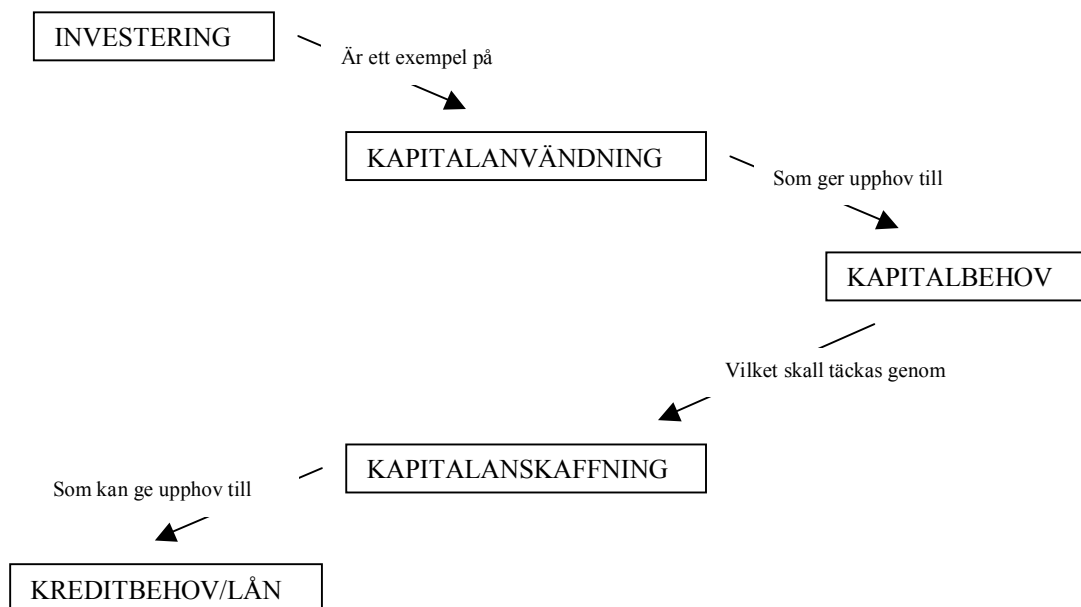 INVESTERING
Är ett exempel på
KAPITALANVÄNDNING
Som ger upphov till
KAPITALBEHOV
Vilket skall täckas genom
KAPITALANSKAFFNING
Som kan ge upphov till
KREDITBEHOV/LÅN